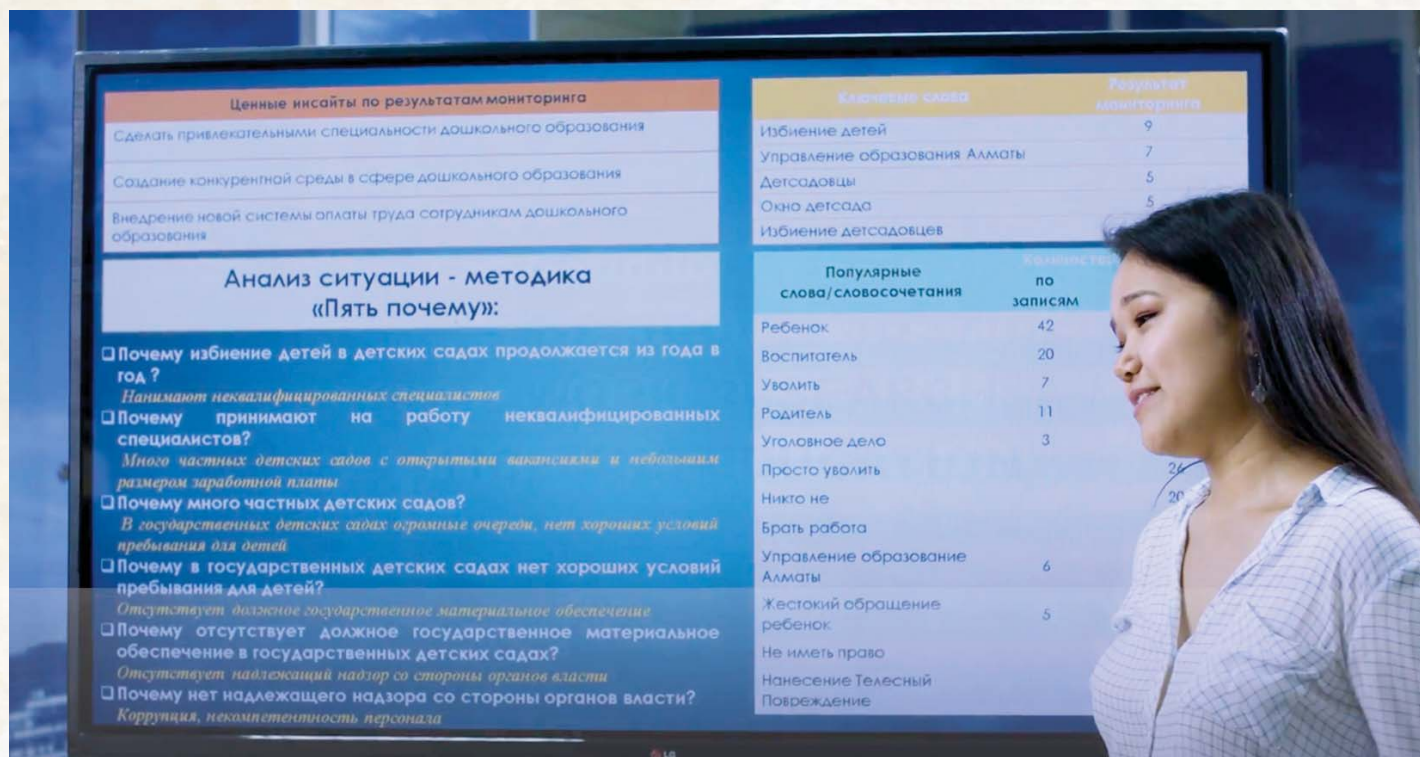 Ценные инсайты по результатам мониторинга
Сделать привлекательными специальности дошкольного образования
Создание конкурентной среды в сфере дошкольного образования
Внедрение новой системы оплаты труда сотрудникам дошкольного
образования
Анализ ситуации - методика
«Пять почему»:
Почему избиение детей в детских садах продолжается из года в
год ?
Нанимают неквалифицированных специалистов
Почему принимают на работу неквалифицированных
специалистов?
Много частных детских садов с открытыми вакансиями и небольшим
размером заработной платы
Почему много частных детских садов?
В государственных детских садах огромные очереди, нет хороших условий
пребывания для детей
Почему в государственных детских садах нет хороших условий
пребывания для детей?
Отсутствует должное государственное материальное обеспечение
Почему отсутствует должное государственное материальное
обеспечение в государственных детских садах?
Отсутствует надлежащий надзор со стороны органов власти
Почему нет надлежащего надзора со стороны органов власти?
Коррупция, некомпетентность персонала
Ключевые слова Результат
мониторинга
Избиение детей 9
Управление образования Алматы 7
Детсадовцы 5
Окно детсада 5
Избиение детсадовцев
Популярные
слова/словосочетания
по
записям
Ребенок 42
Воспитатель 20
Уволить 7
Родитель 11
Уголовное дело 3
Просто уволить 26
Никто не 20
Брать работа
Управление образование
Алматы 6
Жестокий обращение
ребенок 5
Не иметь право
Нанесение Телесный
Повреждение
LG